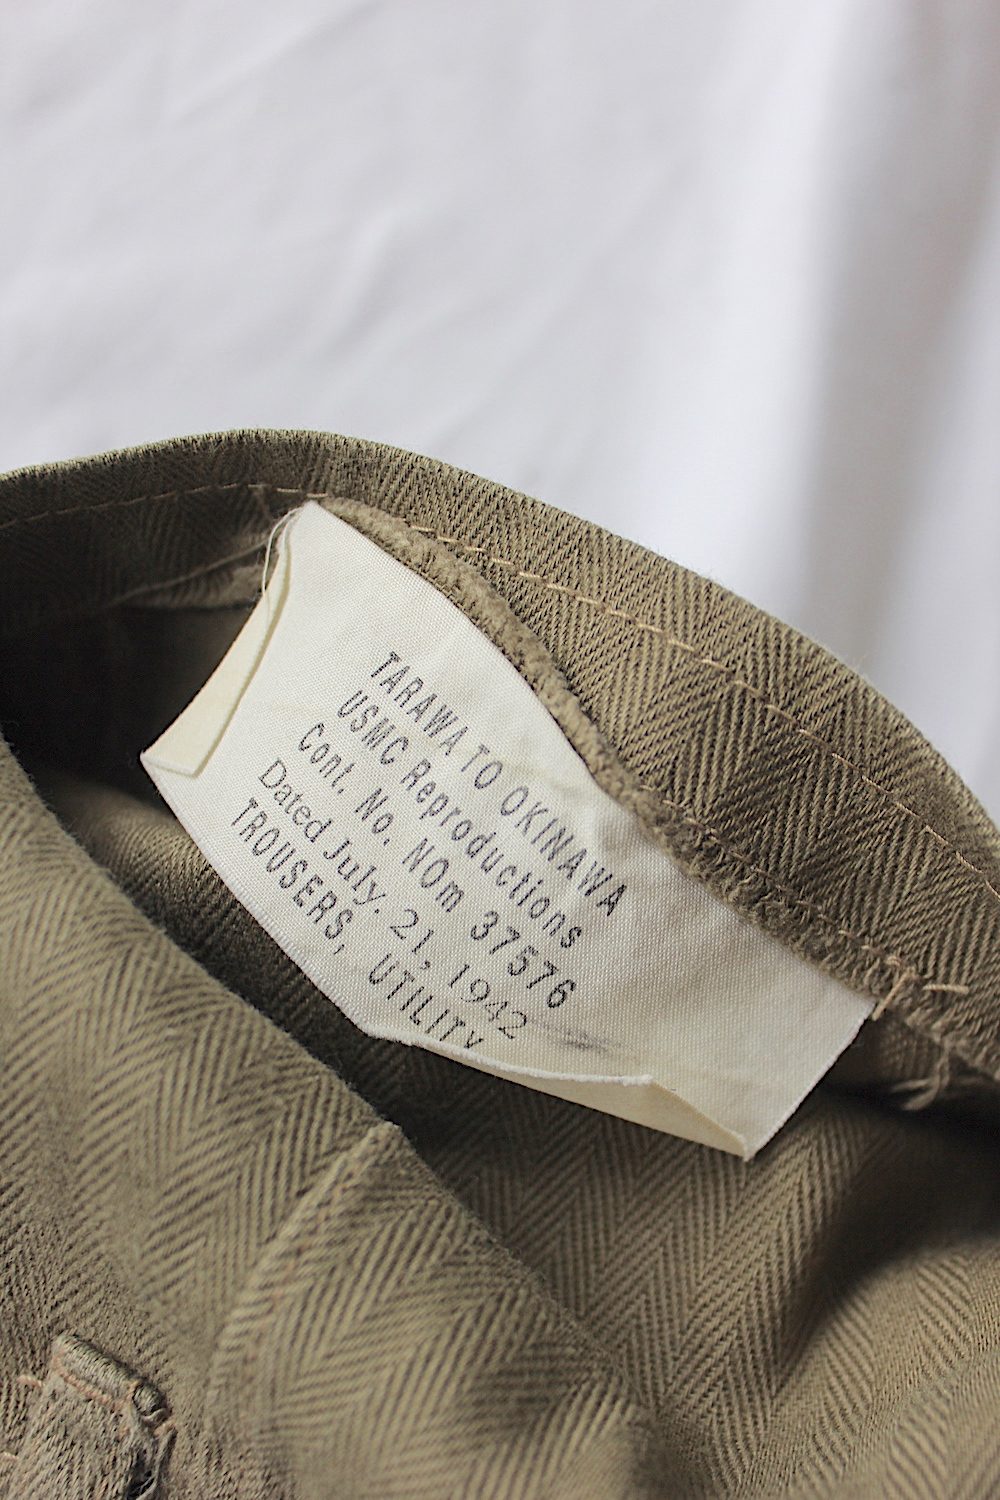 TARAWA TO OKINAWA
USMC Reproductions
Cont. No. NOm 37576
Dated July. 21, 1942
TROUSERS, UTILITY